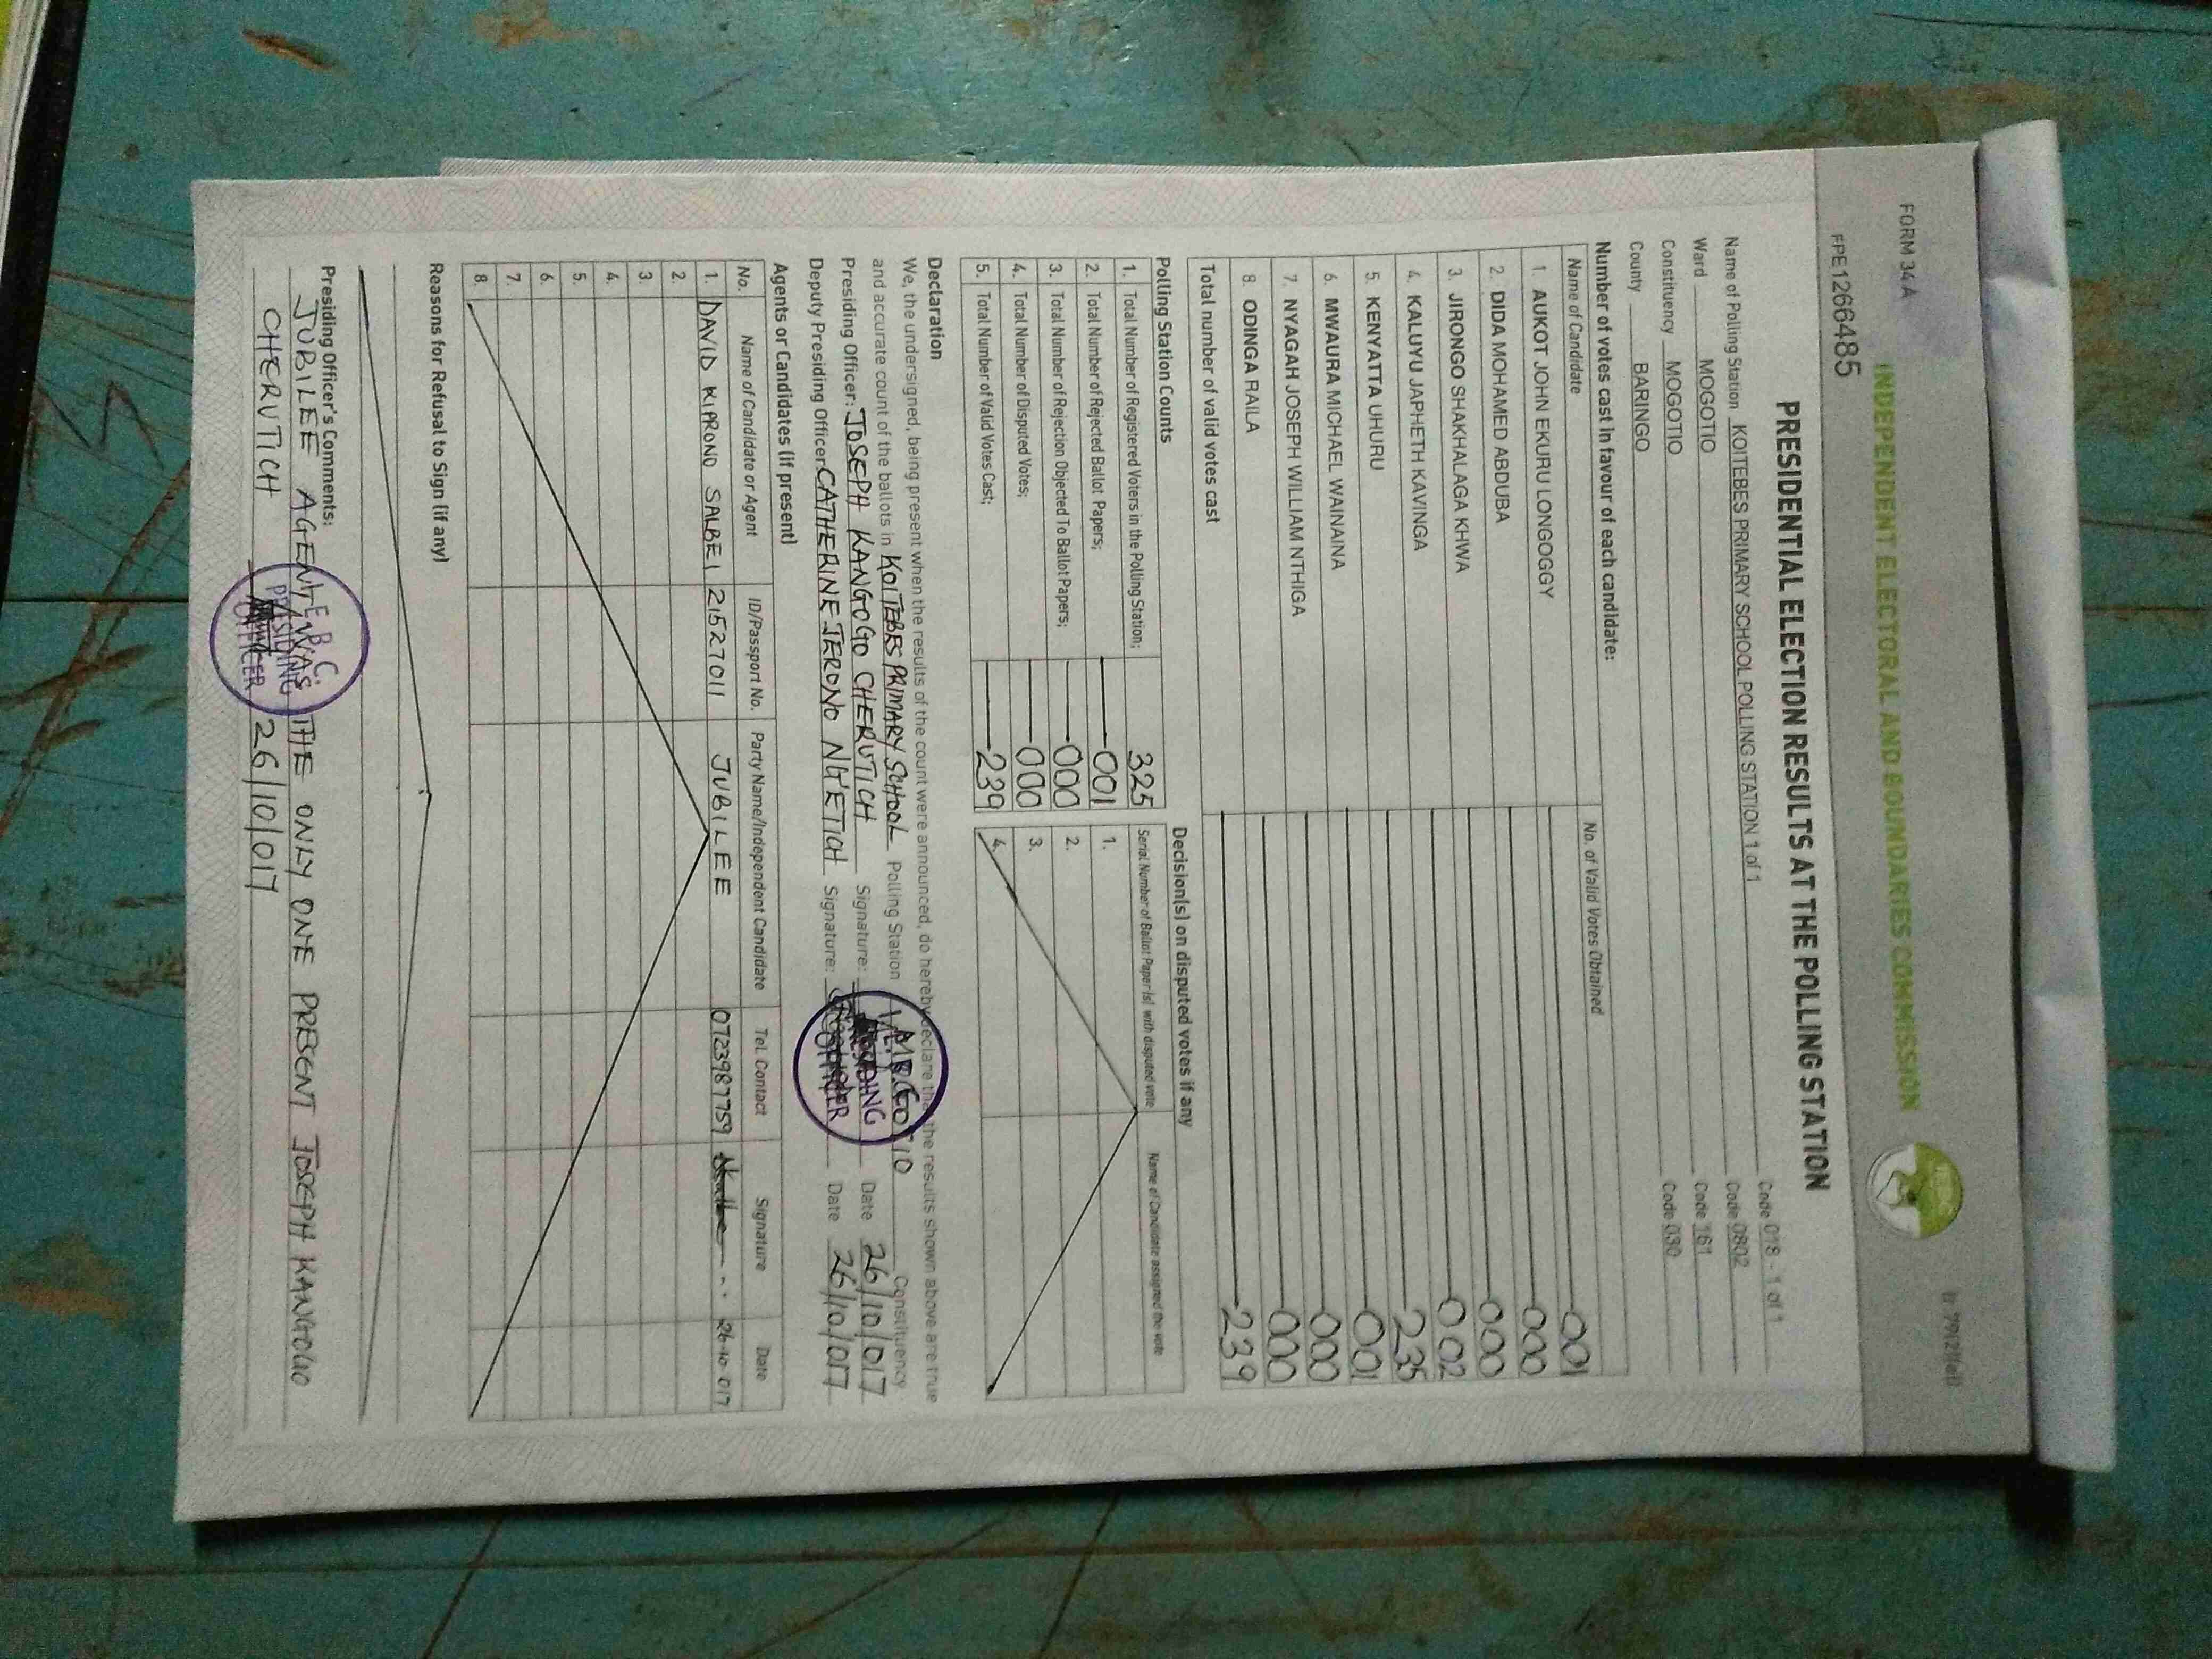 FORM 34A
INDEPENDENT ELECTORAL AND BOUNDARIES COMMISSION
FPE1266485
PRESIDENTIAL ELECTION RESULTS AT THE POLLING STATION
Name of Polling Station KOITEBES PRIMARY SCHOOL POLLING STATION 1 of 1 Code 018 - 1 of 1
Ward MOGOTIO Code 0802
Constituency MOGOTIO Code 161
County BARINGO Code 030
Number of votes cast in favour of each candidate:
Name of Candidate No. of Valid Votes Obtained
1. AUKOT JOHN EKURU LONGOGGY 001
2. DIDA MOHAMED ABDUBA 000
3. JIRONGO SHAKHALAGA KHWA 000
4. KALUYU JAPHETH KAVINGA 002
5. KENYATTA UHURU 235
6. MWAURA MICHAEL WAINAINA 001
7. NYAGAH JOSEPH WILLIAM NTHIGA 000
8. ODINGA RAILA 000
Total number of valid votes cast 239
Polling Station Counts
1. Total Number of Registered Voters in the Polling Station; 325
2. Total Number of Rejected Ballot Papers; 001
3. Total Number of Rejection Objected To Ballot Papers; 000
4. Total Number of Disputed Votes; 000
5. Total Number of Valid Votes Cast; 239
Decision(s) on disputed votes if any
Serial Number of Ballot Paper(s) with disputed vote Name of Candidate assigned the vote
1.
2.
3.
4.
Declaration
We, the undersigned, being present when the results of the count were announced, do hereby declare that the results shown above are true
and accurate count of the ballots in KOITEBES PRIMARY SCHOOL Polling Station MOGOTIO Constituency
Presiding Officer: JOSEPH KANGOGO CHERUTICH Signature: Date 26/10/017
Deputy Presiding Officer CATHERINE JERONO NG'ETICH Signature: Date 26/10/017
Agents or Candidates (if present)
No. Name of Candidate or Agent ID/Passport No. Party Name/Independent Candidate Tel. Contact Signature Date
1. DAVID KIPRONO SALBEI 21527011 JUBILEE 0723987759 26-10-017
2.
3.
4.
5.
6.
7.
8.
Reasons for Refusal to Sign (if any)
Presiding Officer's Comments:
JUBILEE AGENT WAS THE ONLY ONE PRESENT JOSEPH KANGOGO
CHERUTICH 26/10/017
PRESIDING
OFFICER